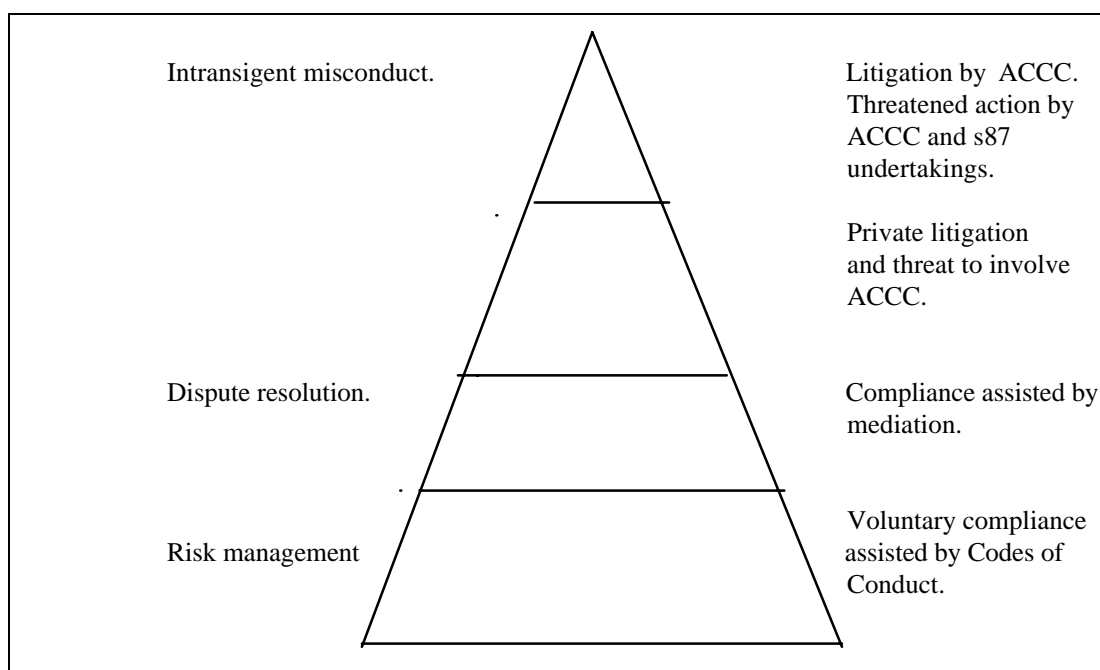 Intransigent misconduct.
Litigation by ACCC.
Threatened action by
ACCC and s87
undertakings.
Private litigation
and threat to involve
ACCC.
Dispute resolution.
Compliance assisted by
mediation.
Risk management
Voluntary compliance
assisted by Codes of
Conduct.